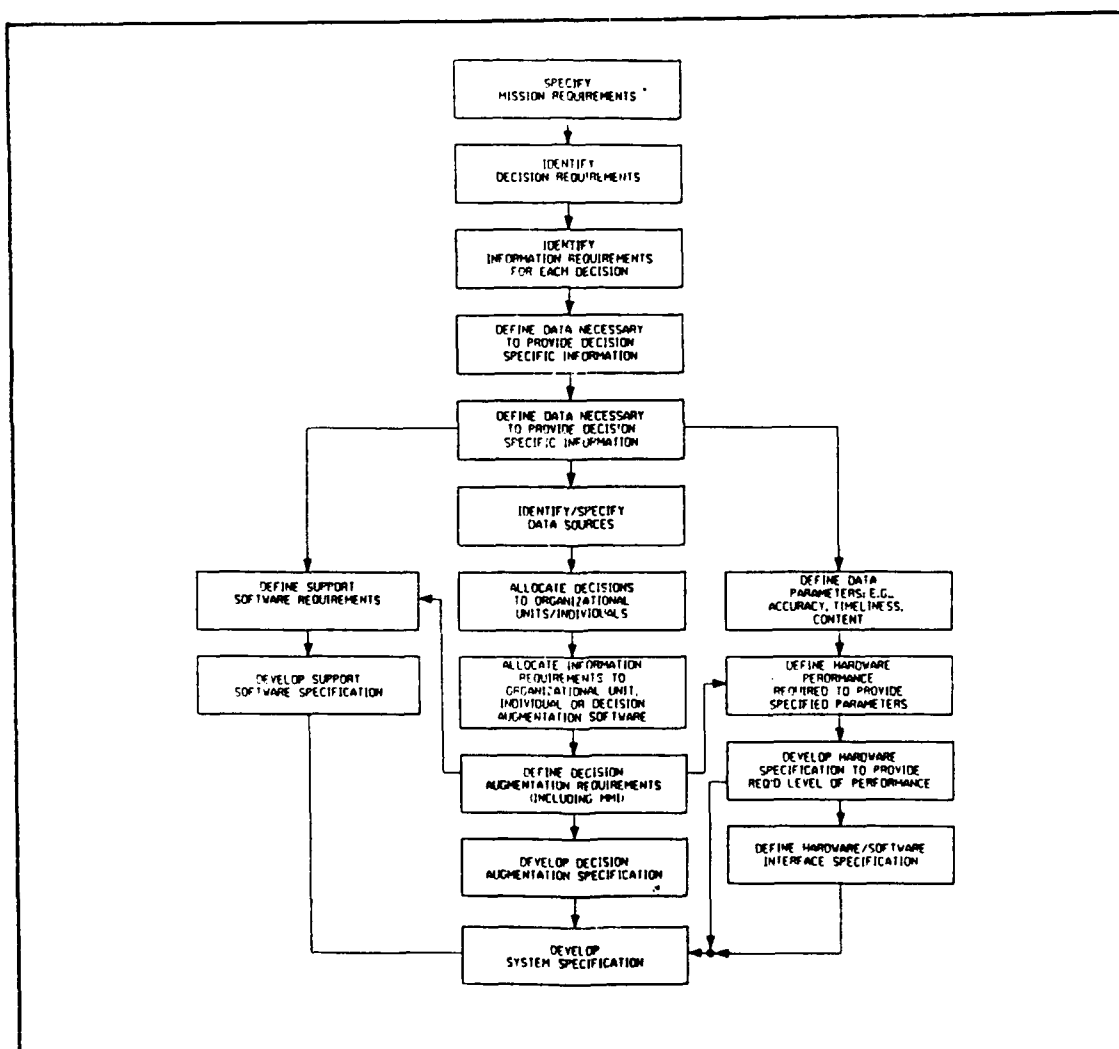 SPECIFY
MISSION REQUIREMENTS
IDENTIFY
DECISION REQUIREMENTS
IDENTIFY
INFORMATION REQUIREMENTS
FOR EACH DECISION
DEFINE DATA NECESSARY
TO PROVIDE DECISION
SPECIFIC INFORMATION
DEFINE DATA NECESSARY
TO PROVIDE DECISION
SPECIFIC INFORMATION
IDENTIFY/SPECIFY
DATA SOURCES
DEFINE SUPPORT
SOFTWARE REQUIREMENTS
ALLOCATE DECISIONS
TO ORGANIZATIONAL
UNITS/INDIVIDUALS
DEFINE DATA
PARAMETERS; E.G.,
ACCURACY, TIMELINESS,
CONTENT
DEVELOP SUPPORT
SOFTWARE SPECIFICATION
ALLOCATE INFORMATION
REQUIREMENTS TO
ORGANIZATIONAL UNIT,
INDIVIDUAL OR DECISION
AUGMENTATION SOFTWARE
DEFINE HARDWARE
PERFORMANCE
REQUIRED TO PROVIDE
SPECIFIED PARAMETERS
DEFINE DECISION
AUGMENTATION REQUIREMENTS
(INCLUDING MMI)
DEVELOP HARDWARE
SPECIFICATION TO PROVIDE
REQ'D LEVEL OF PERFORMANCE
DEVELOP DECISION
AUGMENTATION SPECIFICATION
DEFINE HARDWARE/SOFTWARE
INTERFACE SPECIFICATION
DEVELOP
SYSTEM SPECIFICATION